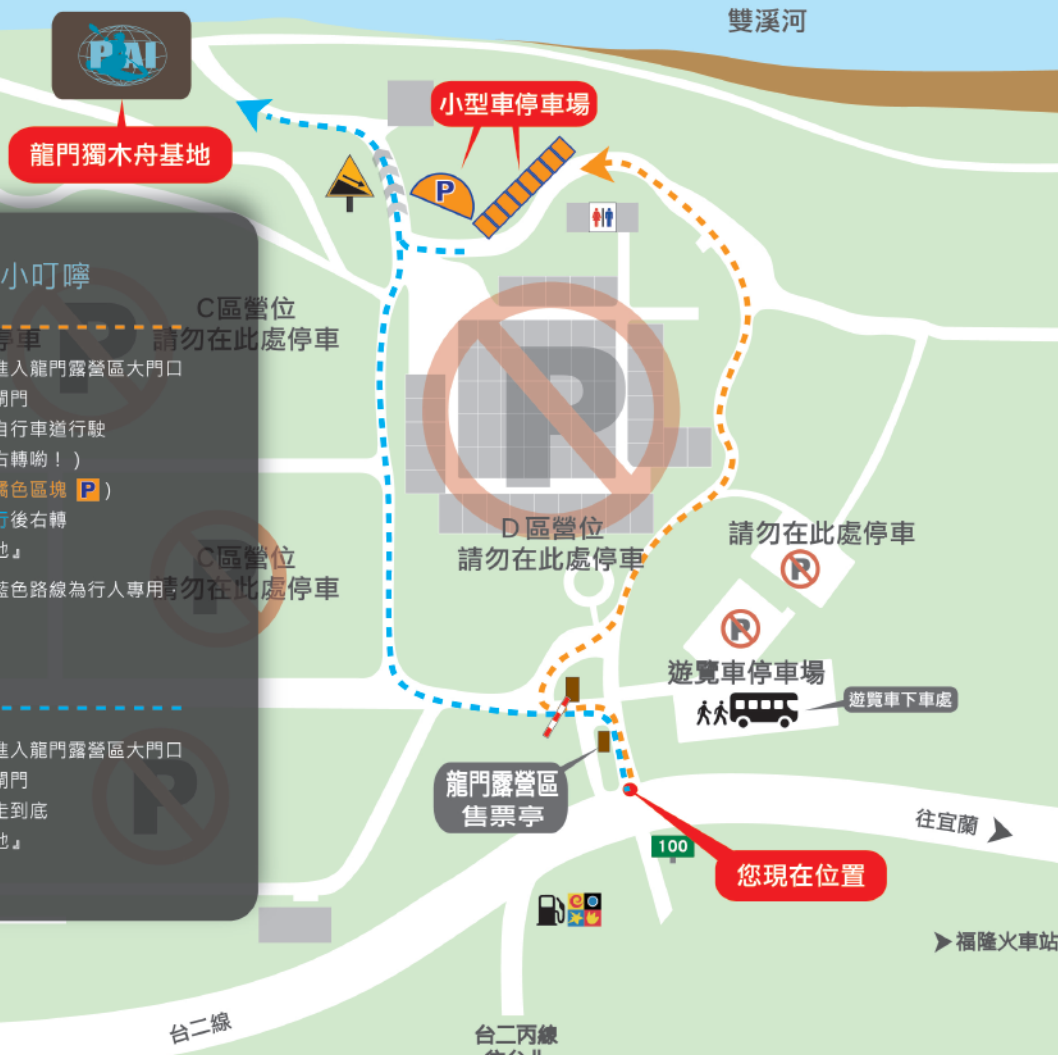 雙溪河
PAI
小型車停車場
龍門獨木舟基地
P
小叮嚀
C區營位
請勿在此處停車
停車
進入龍門露營區大門口
閘門
自行車道行駛
右轉喲！)
橘色區塊 P )
行後右轉
地』
藍色路線為行人專用，
C區營位
請勿在此處停車
P
D區營位
請勿在此處停車
請勿在此處停車
P
P
遊覽車停車場
遊覽車下車處
進入龍門露營區大門口
閘門
走到底
地』
P
P
P
龍門露營區
售票亭
往宜蘭
100
您現在位置
福隆火車站
台二線
台二丙線